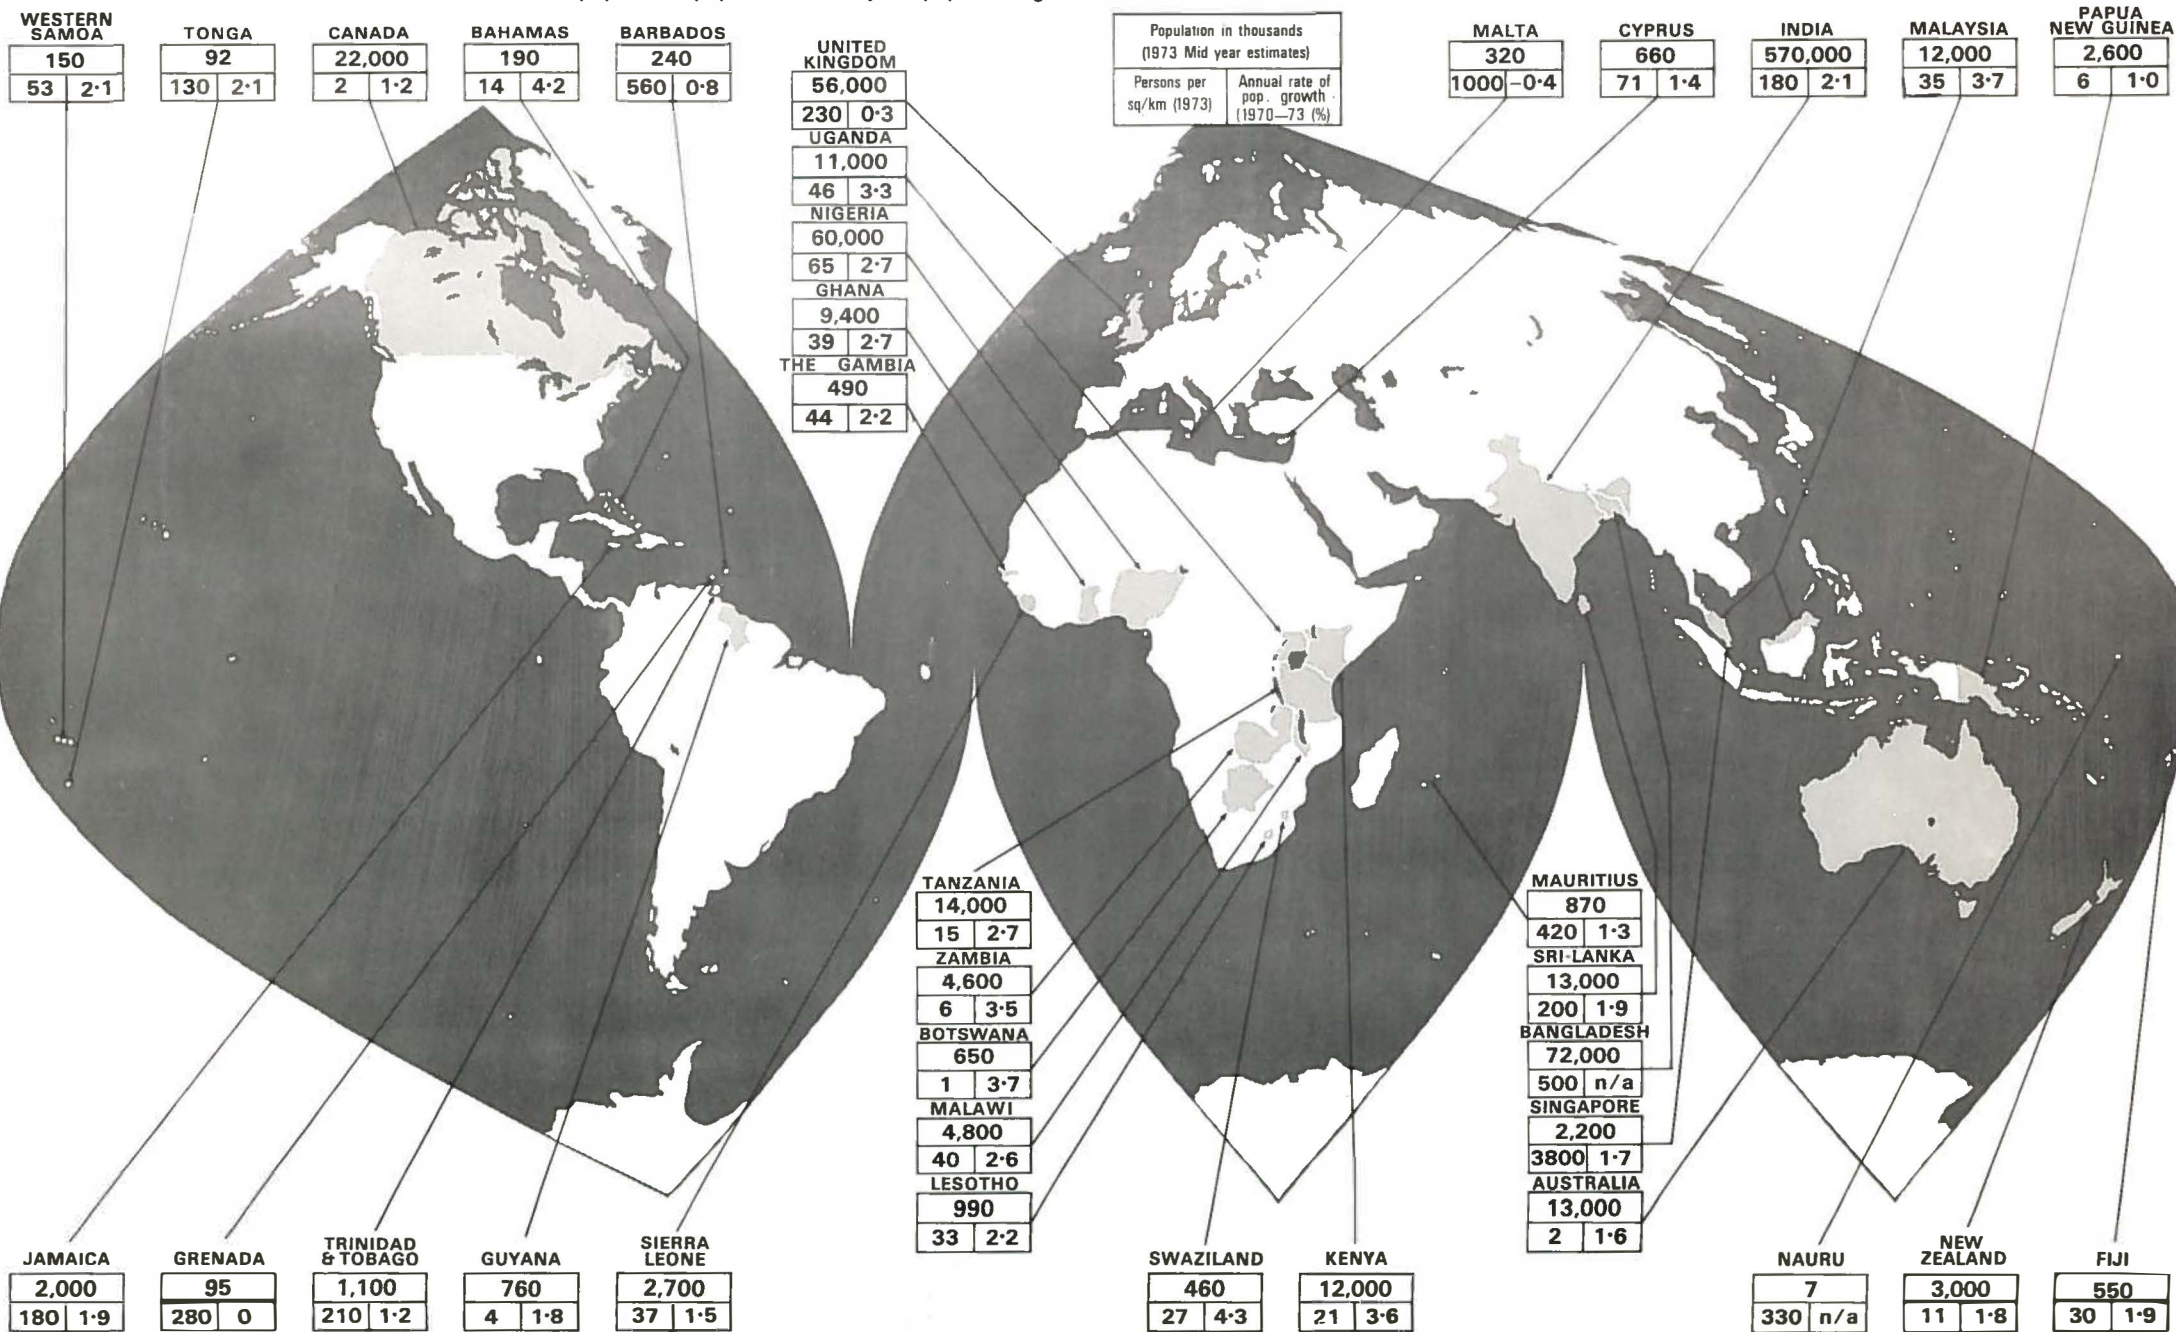 WESTERN
SAMOA
150
53 2·1
TONGA
92
130 2·1
CANADA
22,000
2 1·2
BAHAMAS
190
14 4·2
BARBADOS
240
560 0·8
UNITED
KINGDOM
56,000
230 0·3
UGANDA
11,000
46 3·3
NIGERIA
60,000
65 2·7
GHANA
9,400
39 2·7
THE GAMBIA
490
44 2·2
Population in thousands
(1973 Mid year estimates)
Persons per
sq/km (1973)
Annual rate of
pop. growth
(1970—73 (%)
MALTA
320
1000 -0·4
CYPRUS
660
71 1·4
INDIA
570,000
180 2·1
MALAYSIA
12,000
35 3·7
PAPUA
NEW GUINEA
2,600
6 1·0
TANZANIA
14,000
15 2·7
ZAMBIA
4,600
6 3·5
BOTSWANA
650
1 3·7
MALAWI
4,800
40 2·6
LESOTHO
990
33 2·2
MAURITIUS
870
420 1·3
SRI-LANKA
13,000
200 1·9
BANGLADESH
72,000
500 n/a
SINGAPORE
2,200
3800 1·7
AUSTRALIA
13,000
2 1·6
JAMAICA
2,000
180 1·9
GRENADA
95
280 0
TRINIDAD
& TOBAGO
1,100
210 1·2
GUYANA
760
4 1·8
SIERRA
LEONE
2,700
37 1·5
SWAZILAND
460
27 4·3
KENYA
12,000
21 3·6
NAURU
7
330 n/a
NEW
ZEALAND
3,000
11 1·8
FIJI
550
30 1·9